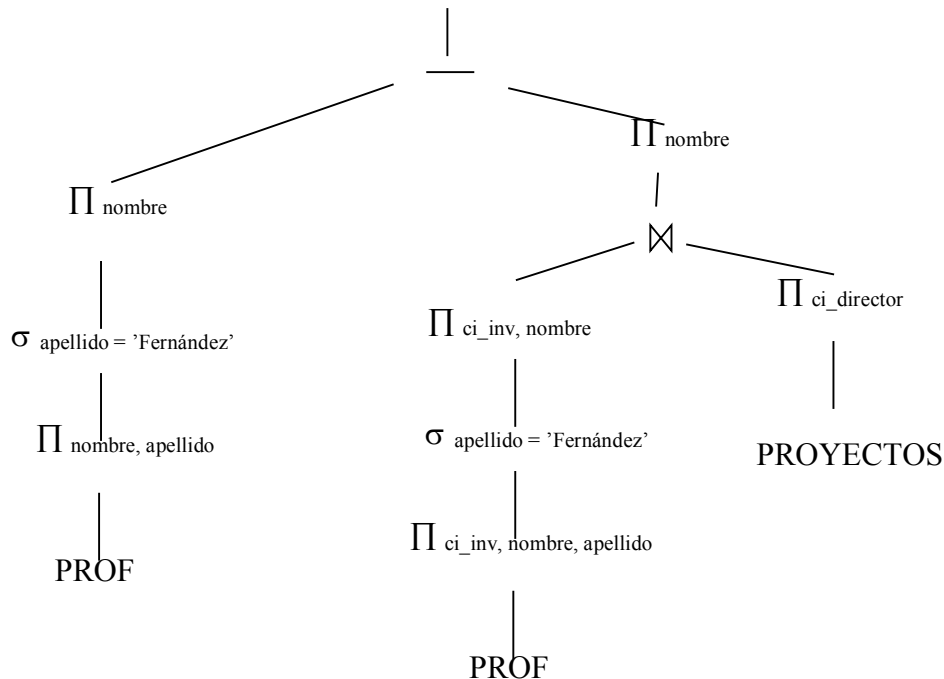 —
∏ nombre
∏ nombre
⋈
∏ ci_director
∏ ci_inv, nombre
σ apellido = ’Fernández’
∏ nombre, apellido
σ apellido = ’Fernández’
PROYECTOS
∏ ci_inv, nombre, apellido
PROF
PROF